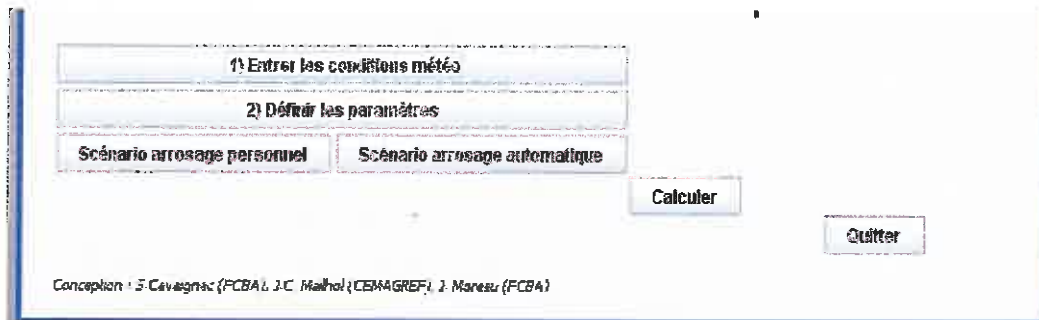 1) Entrer les conditions météo
2) Définir les paramètres
Scénario arrosage personnel Scénario arrosage automatique
Calculer
Quitter
Conception : S. Cavaignac (FCBA), J-C. Mailhol (CEMAGREF), J. Moreau (FCBA)